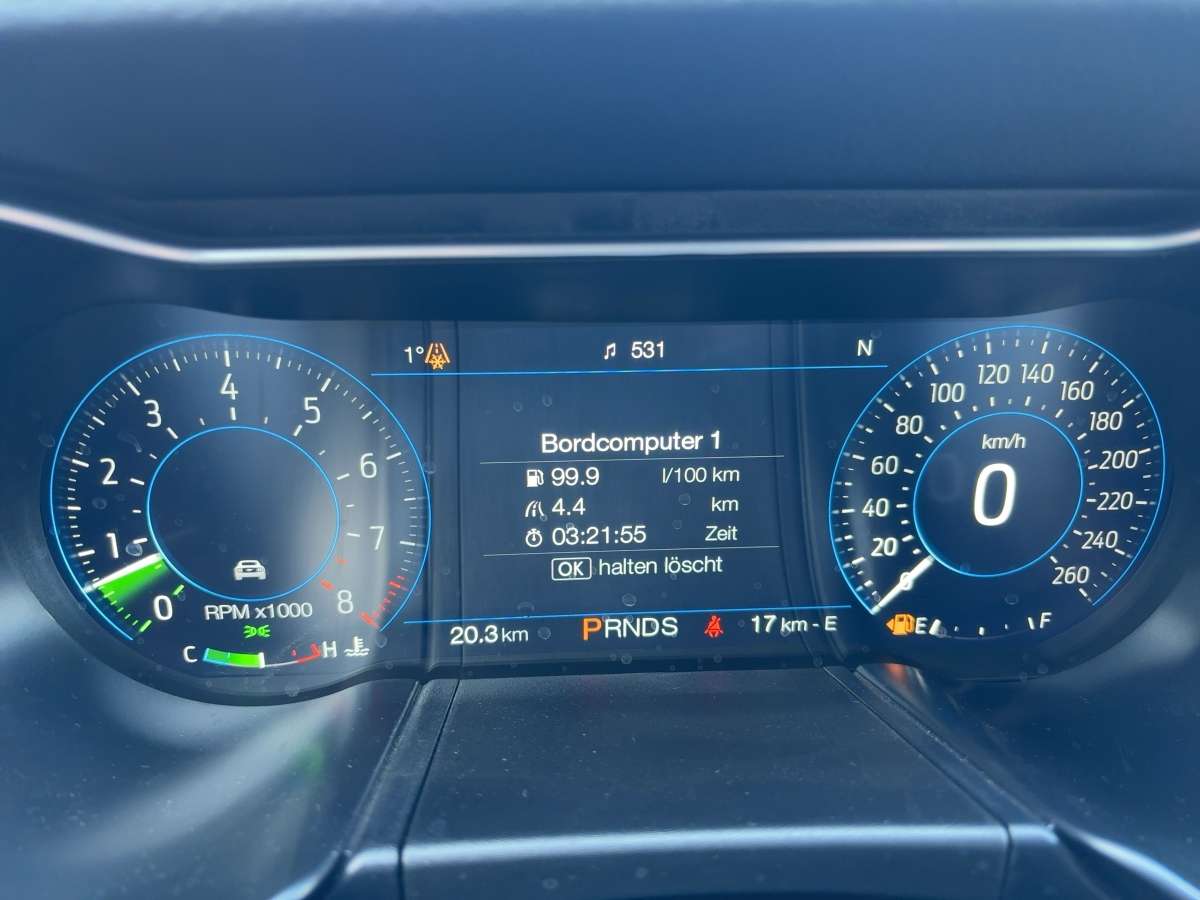 1° ♫ 531 N
0 1 2 3 4 5 6 7 8
RPM x1000
C H
Bordcomputer 1
99.9 l/100 km
4.4 km
03:21:55 Zeit
OK halten löscht
20.3 km PRNDS 17 km - E
0 20 40 60 80 100 120 140 160 180 200 220 240 260
km/h
0
E F